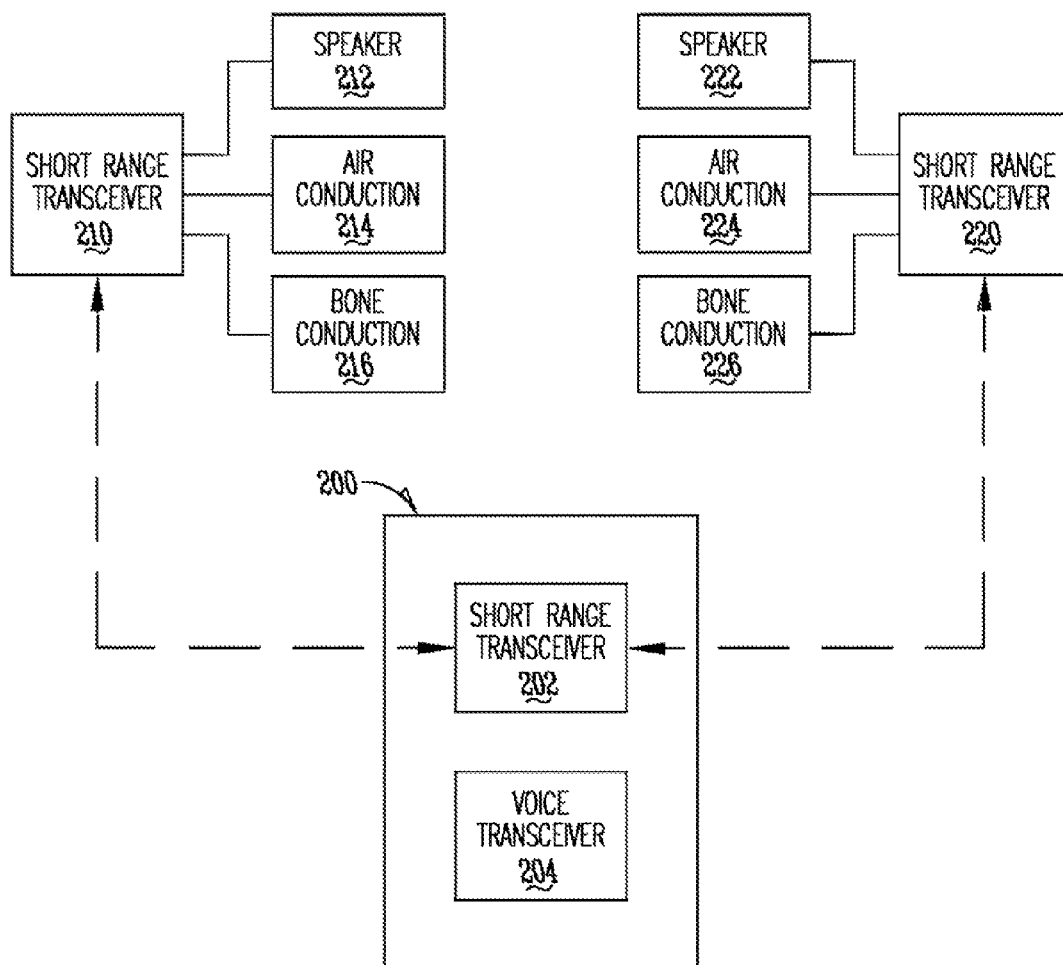 SPEAKER
212
SPEAKER
222
SHORT RANGE
TRANSCEIVER
210
AIR
CONDUCTION
214
AIR
CONDUCTION
224
SHORT RANGE
TRANSCEIVER
220
BONE
CONDUCTION
216
BONE
CONDUCTION
226
200
SHORT RANGE
TRANSCEIVER
202
VOICE
TRANSCEIVER
204